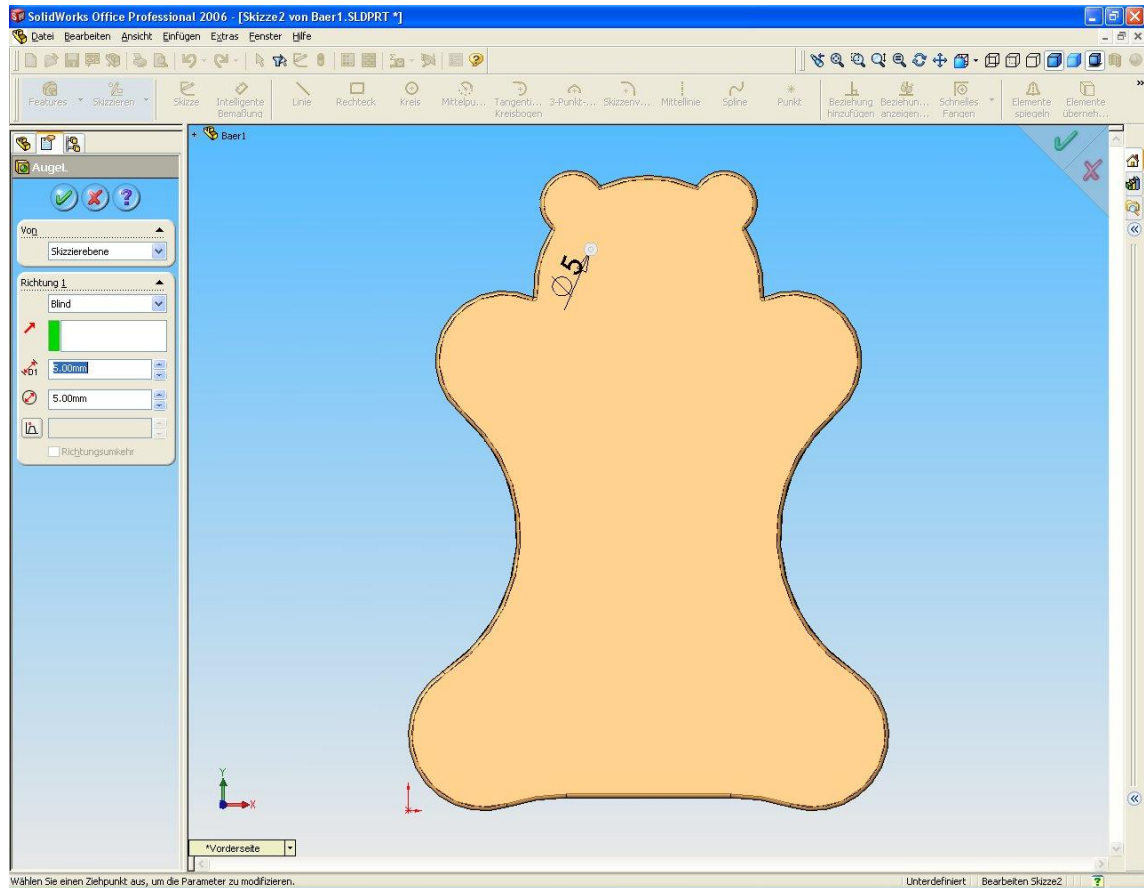 SolidWorks Office Professional 2006 - [Skizze2 von Baer1.SLDPRT *]
Datei Bearbeiten Ansicht Einfügen Extras Fenster Hilfe
Features Skizzieren Skizze Intelligente Bemaßung Linie Rechteck Kreis Mittelpu... Tangenti... Kreisbogen 3-Punkt-... Skizzenv... Mittellinie Spline Punkt Beziehung hinzufügen Beziehun... anzeigen... Schnelles Fangen Elemente spiegeln Elemente überneh...
Baer1
AugeL
Von
Skizzierebene
Richtung 1
Blind
D1
5.00mm
5.00mm
Richtungsumkehr
∅5
Y
X
*Vorderseite
Wählen Sie einen Ziehpunkt aus, um die Parameter zu modifizieren.
Unterdefiniert Bearbeiten Skizze2